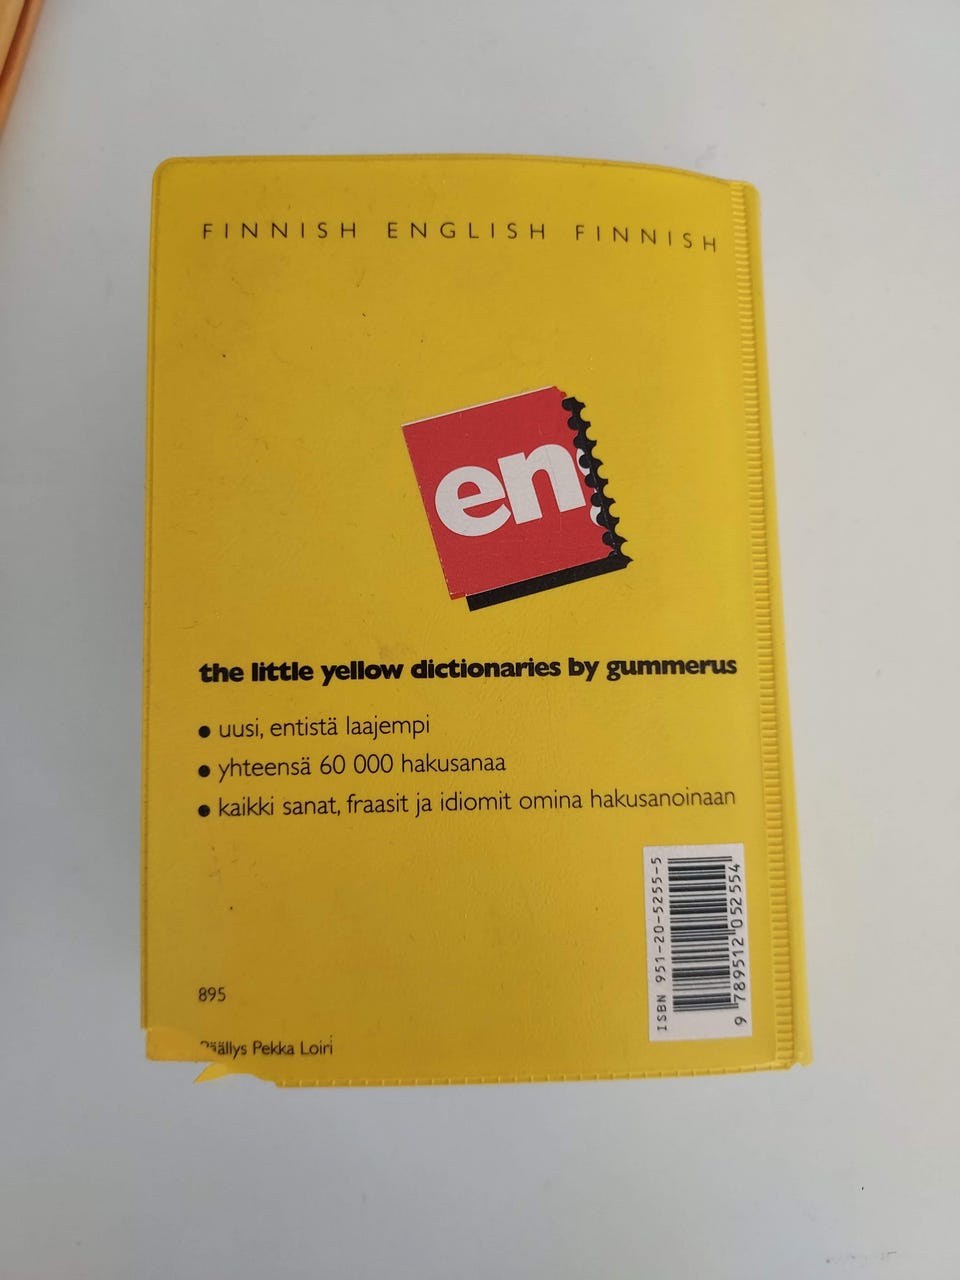 FINNISH ENGLISH FINNISH
en
the little yellow dictionaries by gummerus
• uusi, entistä laajempi
• yhteensä 60 000 hakusanaa
• kaikki sanat, fraasit ja idiomit omina hakusanoinaan
ISBN 951-20-5255-5
9 789512 052554
895
Päällys Pekka Loiri